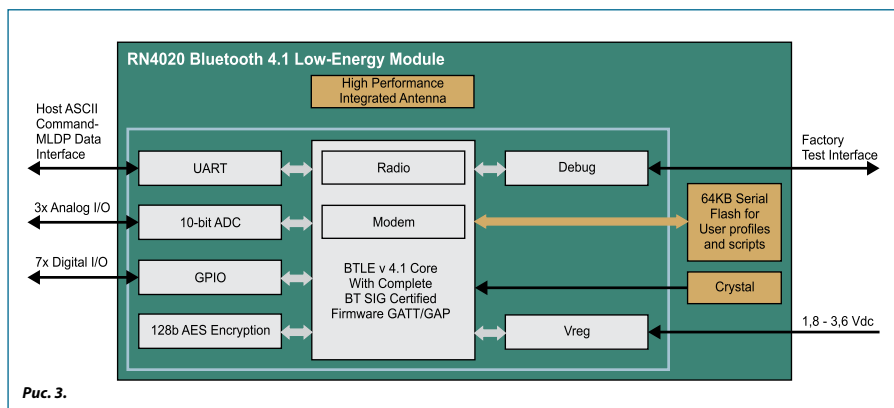 RN4020 Bluetooth 4.1 Low-Energy Module
High Performance
Integrated Antenna
Host ASCII
Command-
MLDP Data
Interface
UART
Radio
Debug
Factory
Test Interface
3x Analog I/O
10-bit ADC
Modem
64KB Serial
Flash for
User profiles
and scripts
7x Digital I/O
GPIO
BTLE v 4.1 Core
With Complete
BT SIG Certified
Firmware GATT/GAP
Crystal
128b AES Encryption
Vreg
1,8 - 3,6 Vdc
Рис. 3.